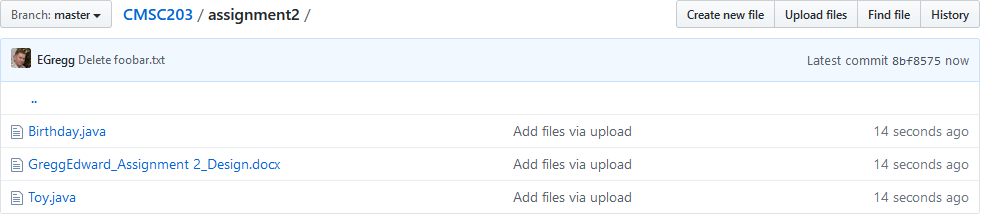 Branch: master CMSC203 / assignment2 / Create new file Upload files Find file History
EGregg Delete foobar.txt Latest commit 8bf8575 now
..
Birthday.java Add files via upload 14 seconds ago
GreggEdward_Assignment 2_Design.docx Add files via upload 14 seconds ago
Toy.java Add files via upload 14 seconds ago